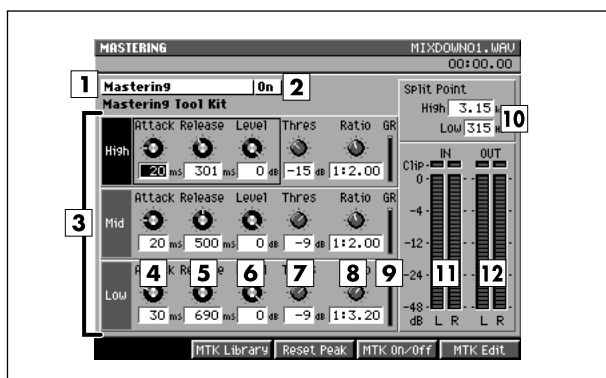 MASTERING MIXDOWN01.WAV
00:00.00
1 Mastering On 2
Mastering Tool Kit
Split Point
High 3.15 k
Low 315 10
3
High Attack Release Level Thres Ratio GR
20 mS 301 mS 0 dB -15 dB 1:2.00
Mid Attack Release Level Thres Ratio GR
20 mS 500 mS 0 dB -9 dB 1:2.00
Low
4 5 6 7 8 9
30 mS 690 mS 0 dB -9 dB 1:3.20
IN OUT
Clip
0
-4
-12
-24
-48
11 12
dB L R L R
MTK Library Reset Peak MTK On/Off MTK Edit